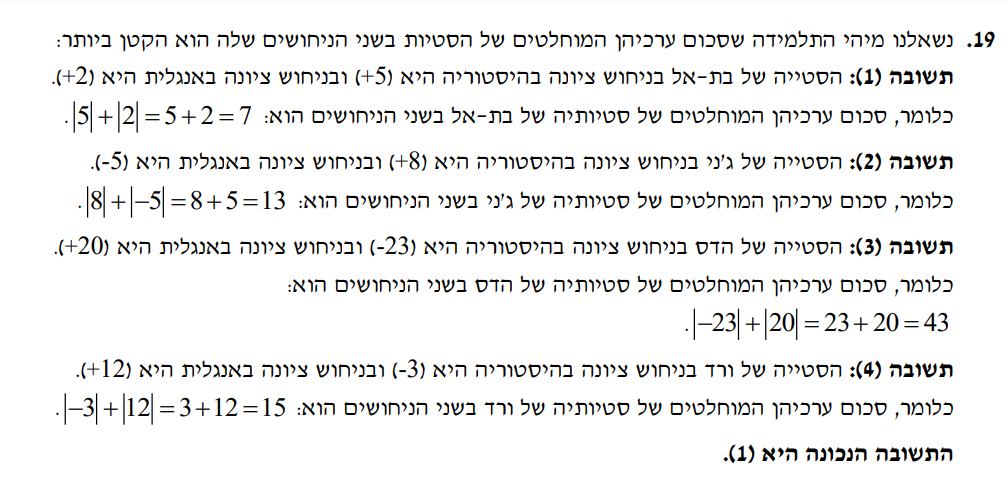 19. נשאלנו מיהי התלמידה שסכום ערכיהן המוחלטים של הסטיות בשני הניחושים שלה הוא הקטן ביותר:
תשובה (1): הסטייה של בת-אל בניחוש ציונה בהיסטוריה היא (5+) ובניחוש ציונה באנגלית היא (2+).
כלומר, סכום ערכיהן המוחלטים של סטיותיה של בת-אל בשני הניחושים הוא: |5|+|2|=5+2=7.
תשובה (2): הסטייה של ג'ני בניחוש ציונה בהיסטוריה היא (8+) ובניחוש ציונה באנגלית היא (5-).
כלומר, סכום ערכיהן המוחלטים של סטיותיה של ג'ני בשני הניחושים הוא: |8|+|−5|=8+5=13.
תשובה (3): הסטייה של הדס בניחוש ציונה בהיסטוריה היא (23-) ובניחוש ציונה באנגלית היא (20+).
כלומר, סכום ערכיהן המוחלטים של סטיותיה של הדס בשני הניחושים הוא:
|−23|+|20|=23+20=43.
תשובה (4): הסטייה של ורד בניחוש ציונה בהיסטוריה היא (3-) ובניחוש ציונה באנגלית היא (12+).
כלומר, סכום ערכיהן המוחלטים של סטיותיה של ורד בשני הניחושים הוא: |−3|+|12|=3+12=15.
התשובה הנכונה היא (1).